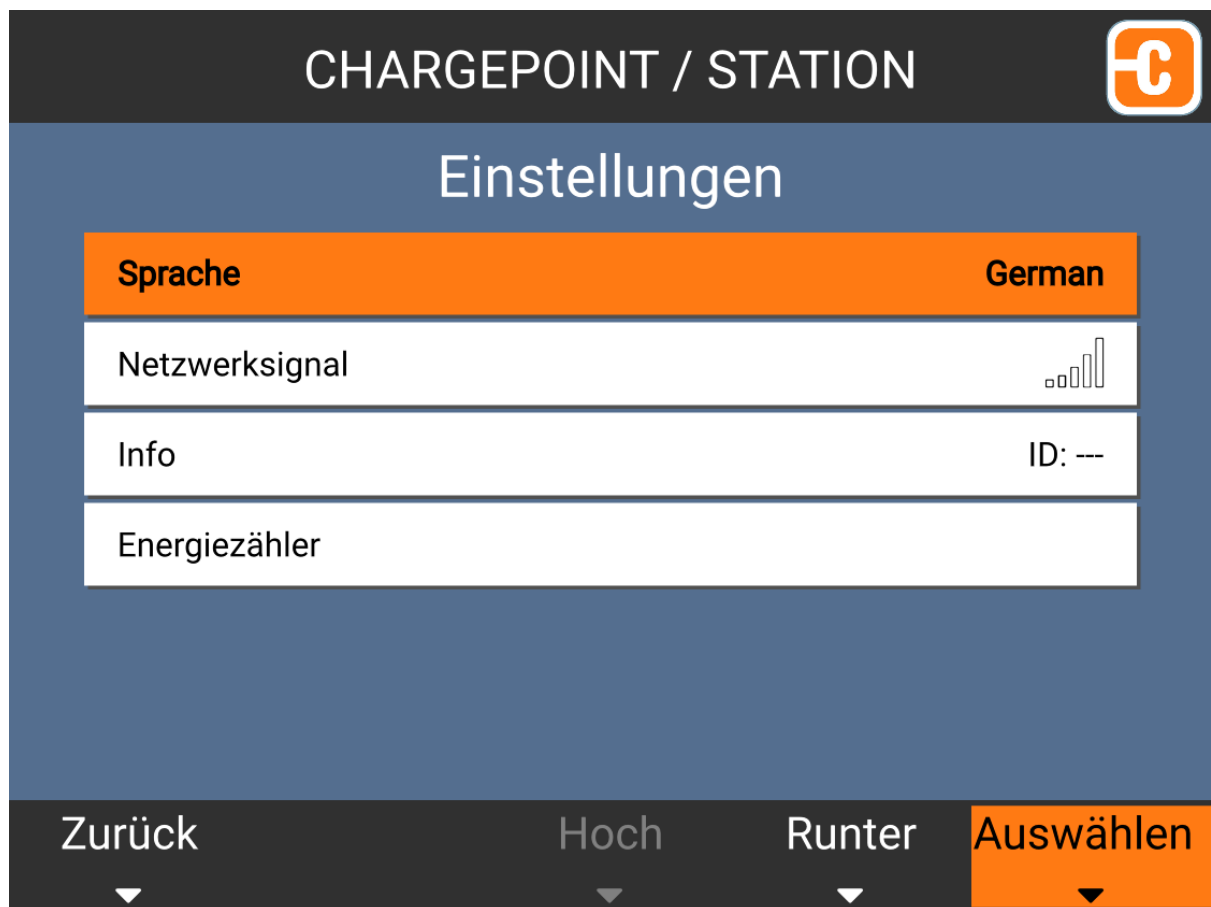 CHARGEPOINT / STATION
Einstellungen
Sprache German
Netzwerksignal
Info ID: ---
Energiezähler
Zurück Hoch Runter Auswählen